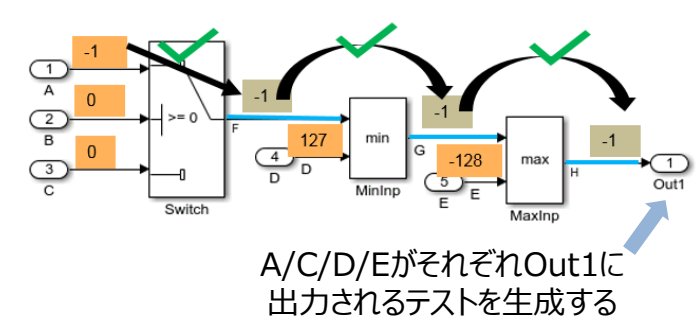 -1
1
A
0
2
B
0
3
C
>= 0
Switch
-1
F
127
4
D
D
min
MinInp
-1
G
-128
5
E
E
max
MaxInp
-1
H
1
Out1
A/C/D/EがそれぞれOut1に
出力されるテストを生成する